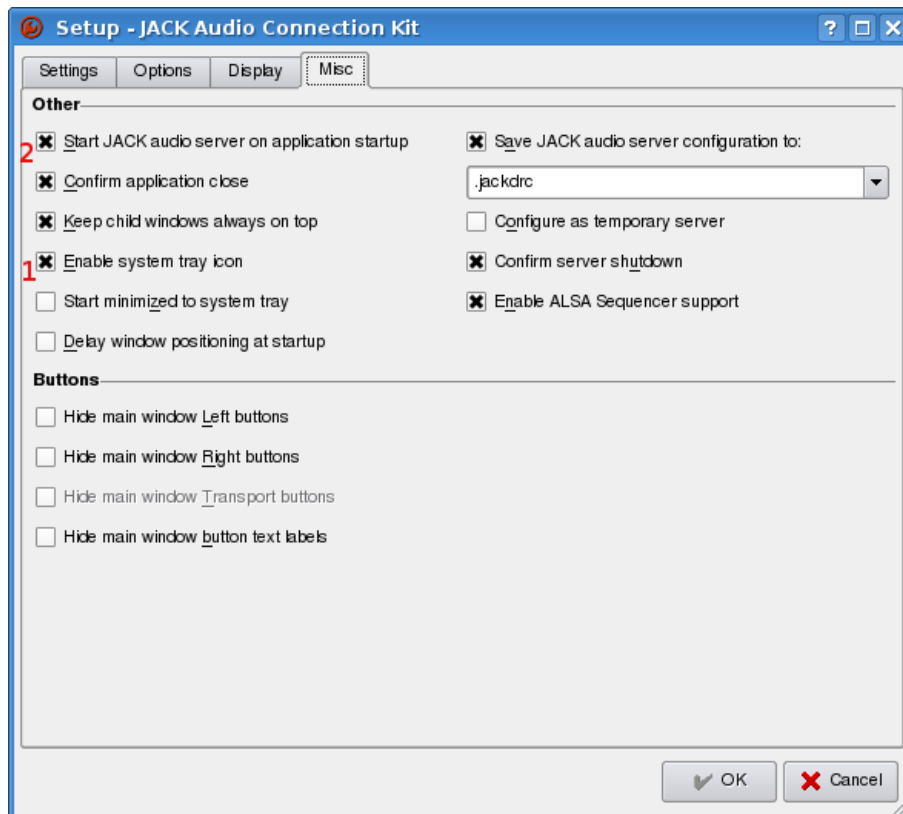 Setup - JACK Audio Connection Kit
?
Settings Options Display Misc
Other
2 Start JACK audio server on application startup
Save JACK audio server configuration to:
Confirm application close
.jackdrc
Keep child windows always on top
Configure as temporary server
1 Enable system tray icon
Confirm server shutdown
Start minimized to system tray
Enable ALSA Sequencer support
Delay window positioning at startup
Buttons
Hide main window Left buttons
Hide main window Right buttons
Hide main window Transport buttons
Hide main window button text labels
OK Cancel